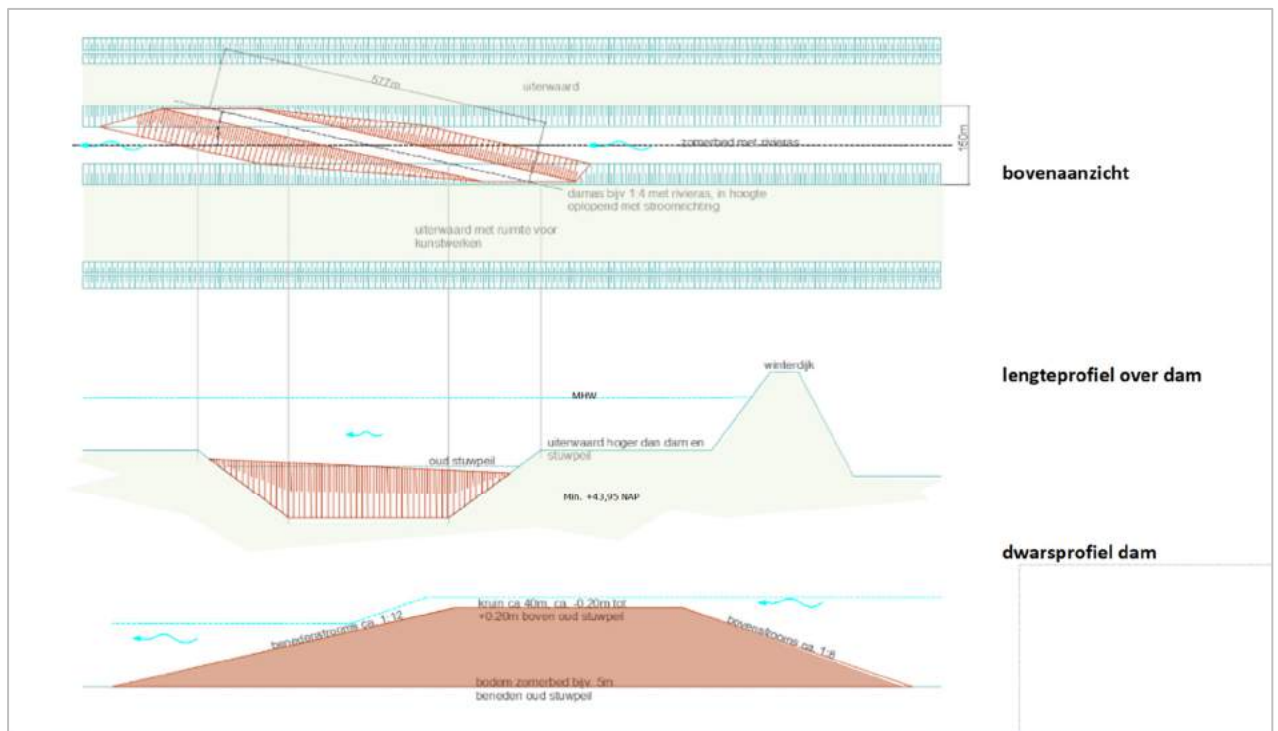 577m
uiterwaard
zomerbed met rivieras
150m
bovenaanzicht
damas bijv 1:4 met rivieras, in hoogte
oplopend met stroomrichting
uiterwaard met ruimte voor
kunstwerken
winterdijk
lengteprofiel over dam
MHW
uiterwaard hoger dan dam en
stuwpeil
oud stuwpeil
Min. +43,95 NAP
dwarsprofiel dam
kruin ca 40m, ca. -0.20m tot
+0.20m boven oud stuwpeil
benedenstrooms ca. 1:12
bovenstrooms ca. 1:8
bodem zomerbed bijv. 5m
beneden oud stuwpeil